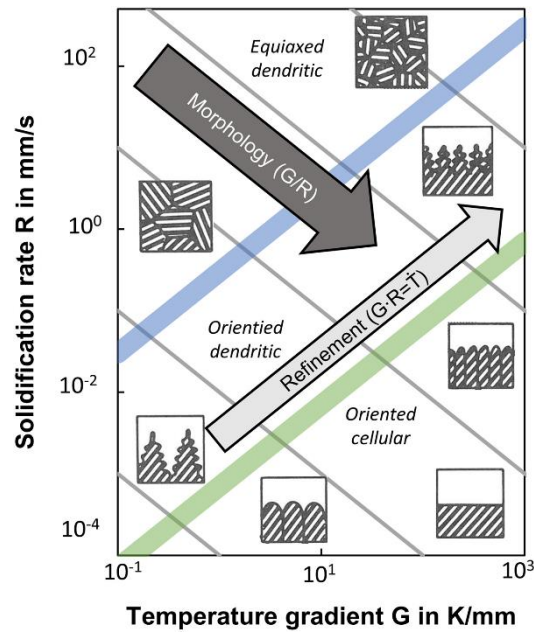 Equiaxed
dendritic
10²
Morphology (G/R)
10⁰
Solidification rate R in mm/s
Orientied
dendritic
Refinement (G·R=Ṫ)
10⁻²
Oriented
cellular
10⁻⁴
10⁻¹
10¹
10³
Temperature gradient G in K/mm